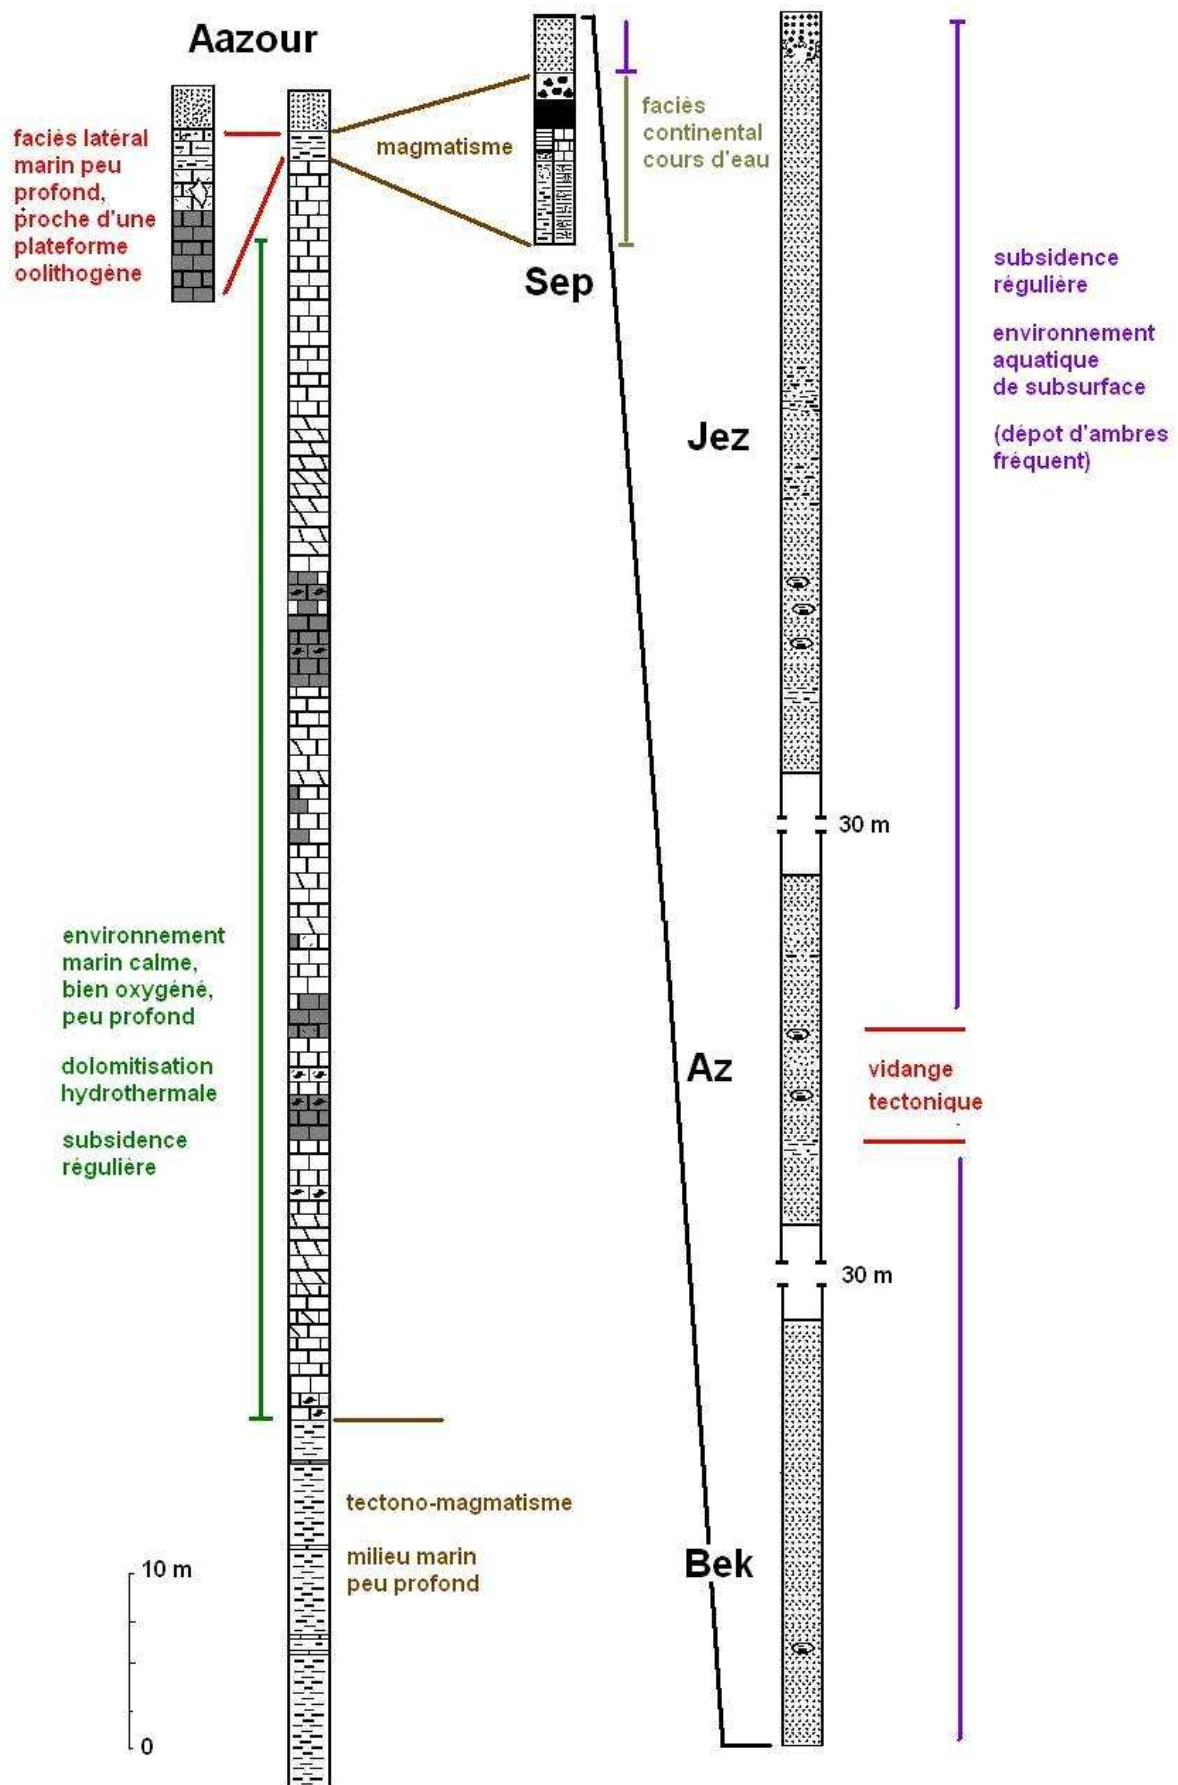 Aazour
faciès latéral
marin peu
profond,
proche d'une
plateforme
oolithogène
magmatisme
faciès
continental
cours d'eau
Sep
subsidence
régulière
environnement
aquatique
de subsurface
(dépot d'ambres
fréquent)
Jez
30 m
environnement
marin calme,
bien oxygéné,
peu profond
dolomitisation
hydrothermale
subsidence
régulière
Az
vidange
tectonique
30 m
tectono-magmatisme
milieu marin
peu profond
Bek
10 m
0